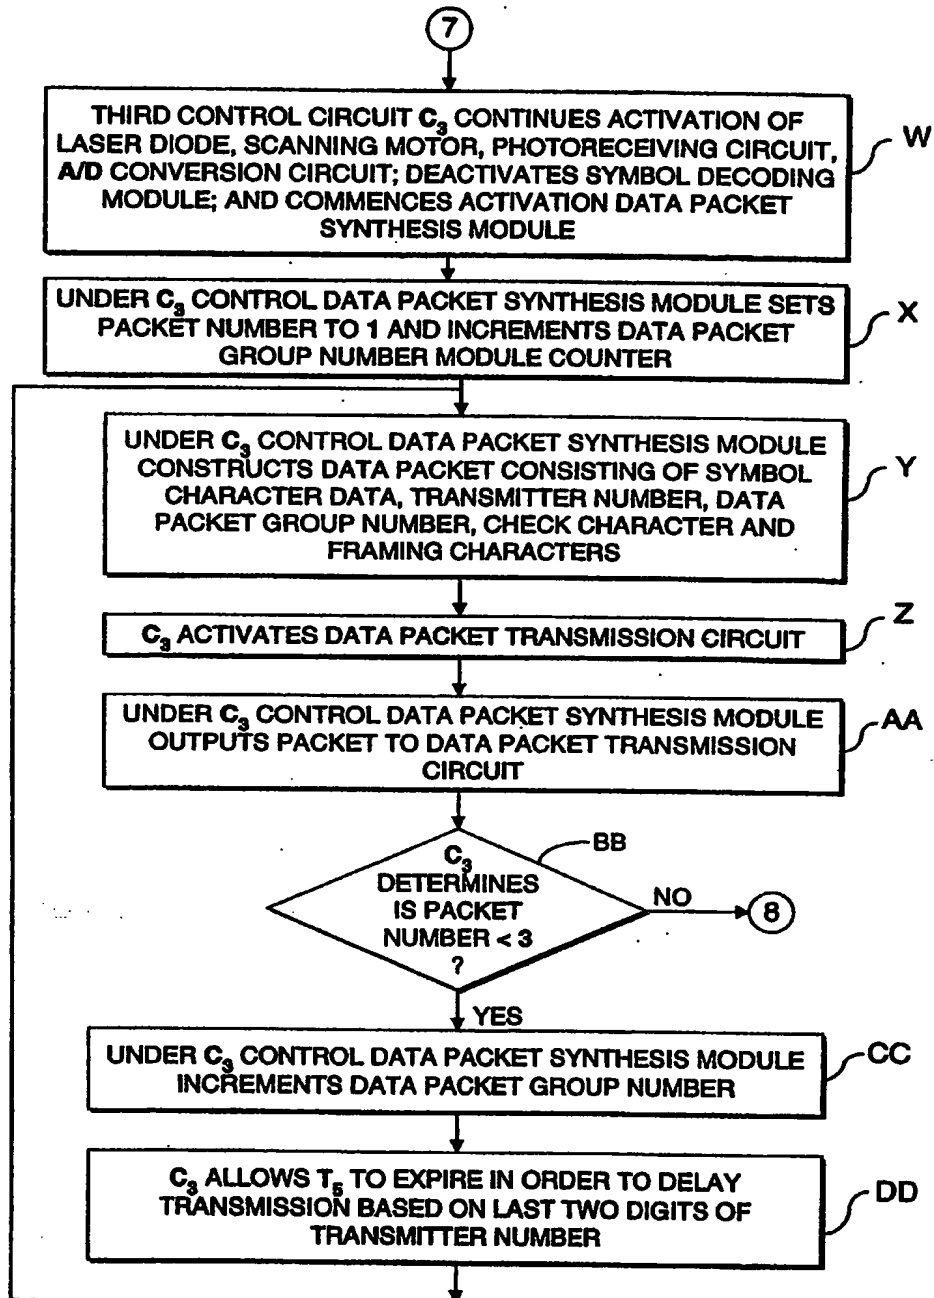 7
THIRD CONTROL CIRCUIT C₃ CONTINUES ACTIVATION OF
LASER DIODE, SCANNING MOTOR, PHOTORECEIVING CIRCUIT,
A/D CONVERSION CIRCUIT; DEACTIVATES SYMBOL DECODING
MODULE; AND COMMENCES ACTIVATION DATA PACKET
SYNTHESIS MODULE
W
UNDER C₃ CONTROL DATA PACKET SYNTHESIS MODULE SETS
PACKET NUMBER TO 1 AND INCREMENTS DATA PACKET
GROUP NUMBER MODULE COUNTER
X
UNDER C₃ CONTROL DATA PACKET SYNTHESIS MODULE
CONSTRUCTS DATA PACKET CONSISTING OF SYMBOL
CHARACTER DATA, TRANSMITTER NUMBER, DATA
PACKET GROUP NUMBER, CHECK CHARACTER AND
FRAMING CHARACTERS
Y
C₃ ACTIVATES DATA PACKET TRANSMISSION CIRCUIT
Z
UNDER C₃ CONTROL DATA PACKET SYNTHESIS MODULE
OUTPUTS PACKET TO DATA PACKET TRANSMISSION
CIRCUIT
AA
C₃
DETERMINES
IS PACKET
NUMBER < 3
?
BB
NO
8
YES
UNDER C₃ CONTROL DATA PACKET SYNTHESIS MODULE
INCREMENTS DATA PACKET GROUP NUMBER
CC
C₃ ALLOWS T₅ TO EXPIRE IN ORDER TO DELAY
TRANSMISSION BASED ON LAST TWO DIGITS OF
TRANSMITTER NUMBER
DD